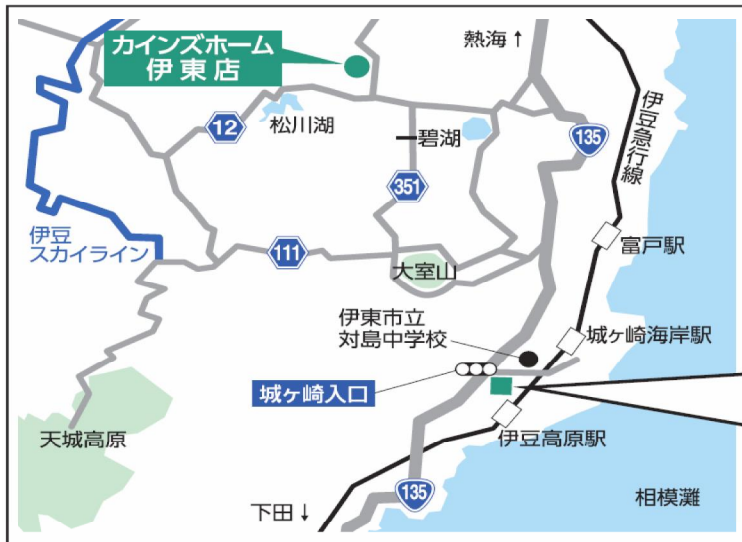 カインズホーム
伊東店
熱海↑
12
松川湖
碧湖
135
伊豆急行線
351
伊豆
スカイライン
111
大室山
富戸駅
伊東市立
対島中学校
城ヶ崎海岸駅
城ヶ崎入口
天城高原
伊豆高原駅
135
下田↓
相模灘